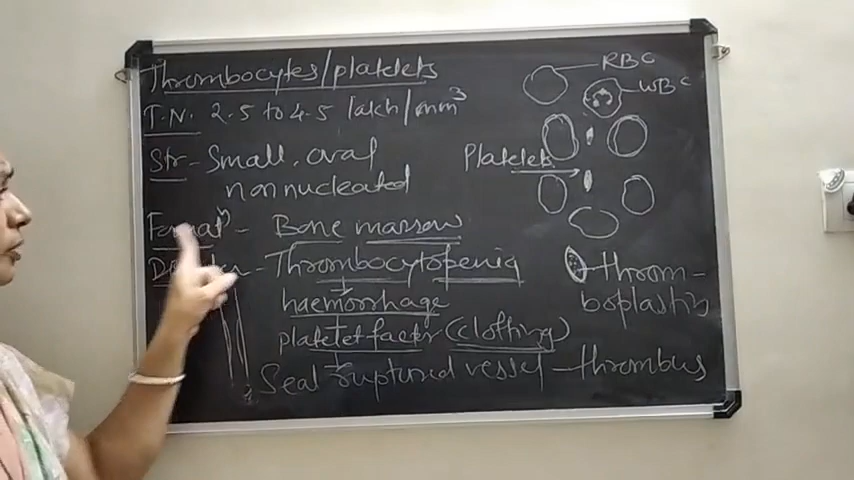 Thrombocytes/platelets
T.N. 2.5 to 4.5 lakh/mm³
Str - Small, oval
non nucleated
- Bone marrow
- Thrombocytopenia
haemorrhage
platelet factor (clotting)
Seal ruptured vessel - thrombus
RBC
WBC
Platelets
throm-
boplastin